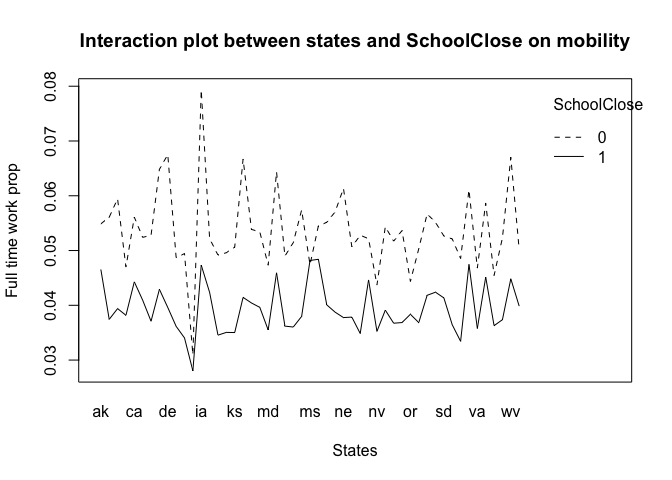 Interaction plot between states and SchoolClose on mobility
SchoolClose
0
1
Full time work prop
0.08
0.07
0.06
0.05
0.04
0.03
ak ca de ia ks md ms ne nv or sd va wv
States